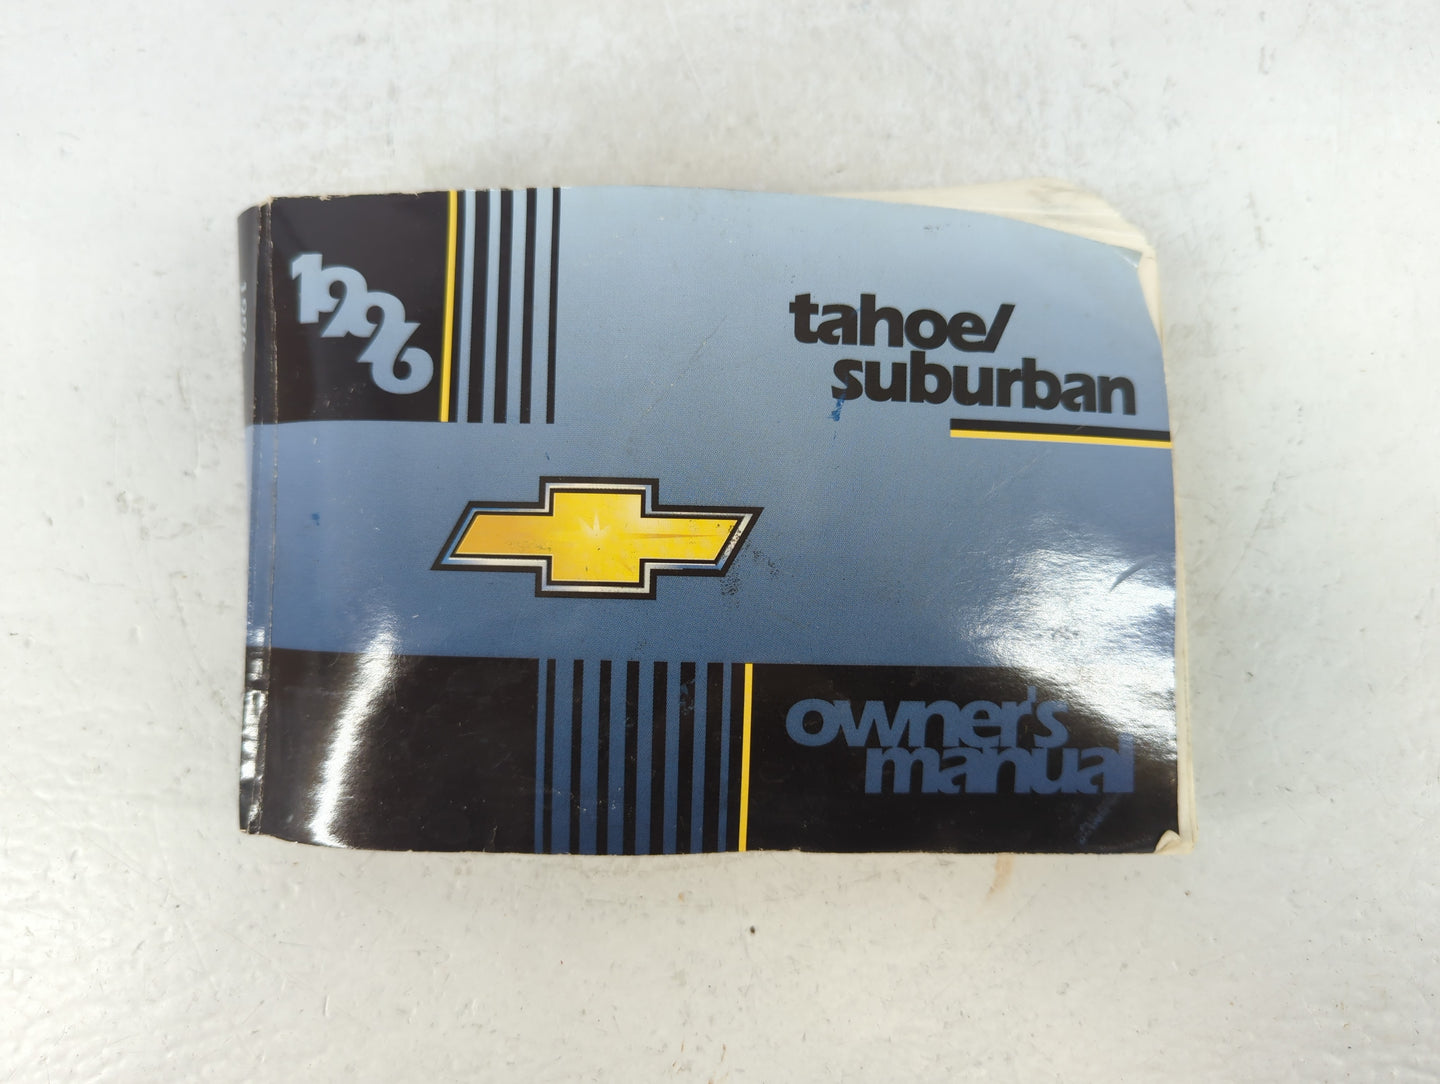 1996
tahoe/
suburban
owner's
manual